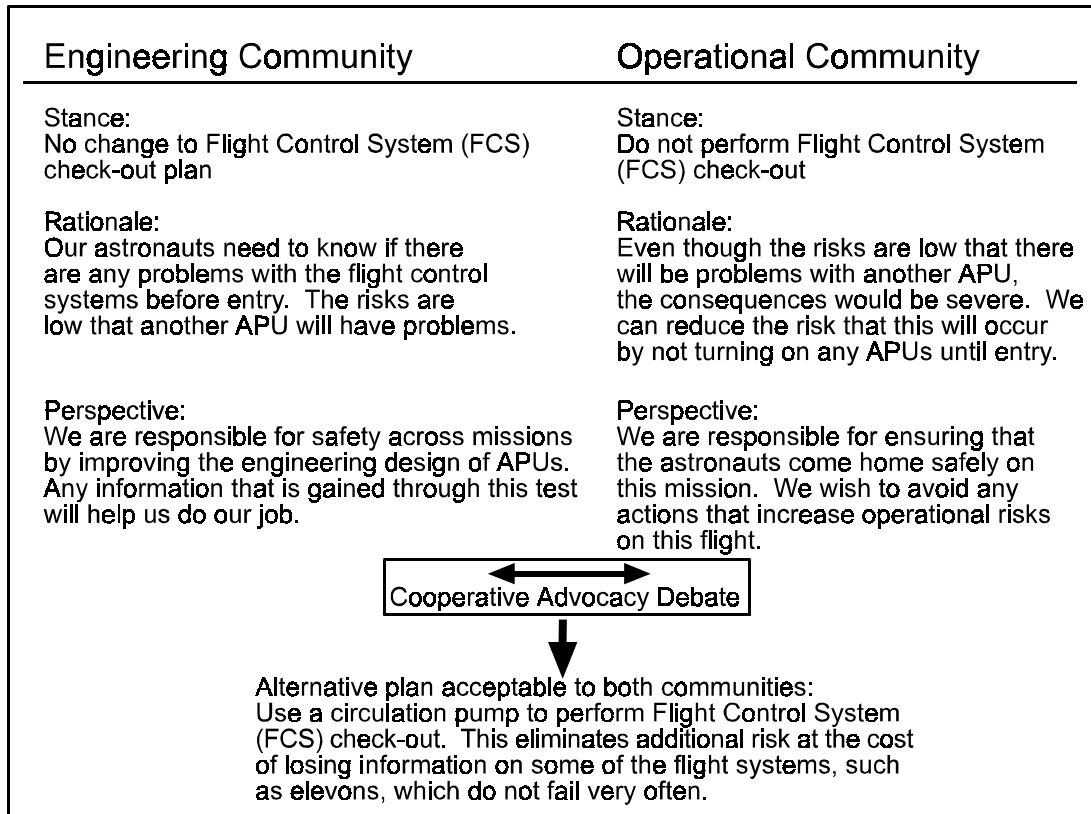 Engineering Community
Stance:
No change to Flight Control System (FCS)
check-out plan
Rationale:
Our astronauts need to know if there
are any problems with the flight control
systems before entry.  The risks are
low that another APU will have problems.
Perspective:
We are responsible for safety across missions
by improving the engineering design of APUs.
Any information that is gained through this test
will help us do our job.
Operational Community
Stance:
Do not perform Flight Control System
(FCS) check-out
Rationale:
Even though the risks are low that there
will be problems with another APU,
the consequences would be severe.  We
can reduce the risk that this will occur
by not turning on any APUs until entry.
Perspective:
We are responsible for ensuring that
the astronauts come home safely on
this mission.  We wish to avoid any
actions that increase operational risks
on this flight.
Cooperative Advocacy Debate
Alternative plan acceptable to both communities:
Use a circulation pump to perform Flight Control System
(FCS) check-out.  This eliminates additional risk at the cost
of losing information on some of the flight systems, such
as elevons, which do not fail very often.